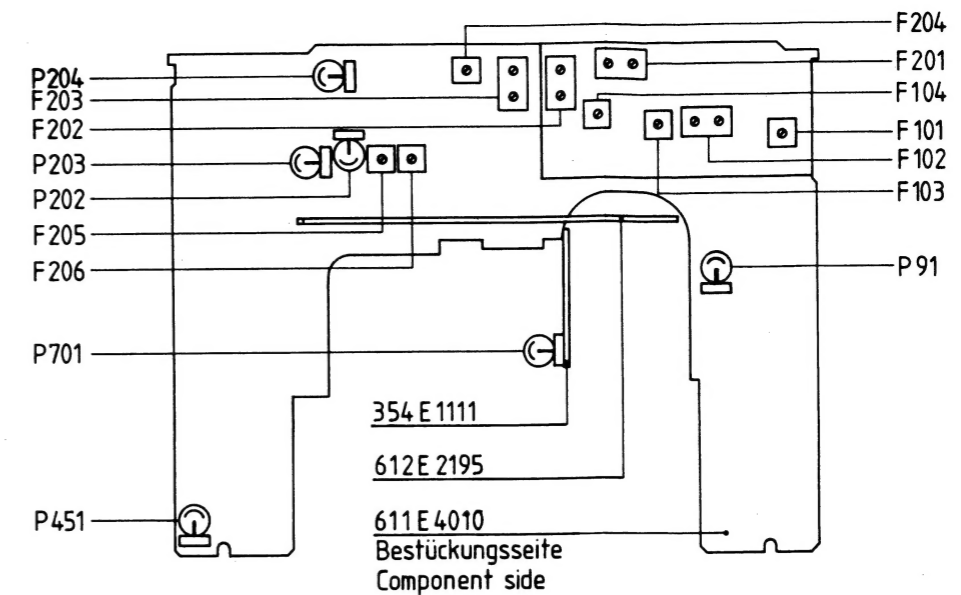 F204
P204
F201
F203
F104
F202
F101
P203
F102
P202
F103
F205
F206
P91
P701
354 E 1111
612 E 2195
P451
611 E 4010
Bestückungsseite
Component side